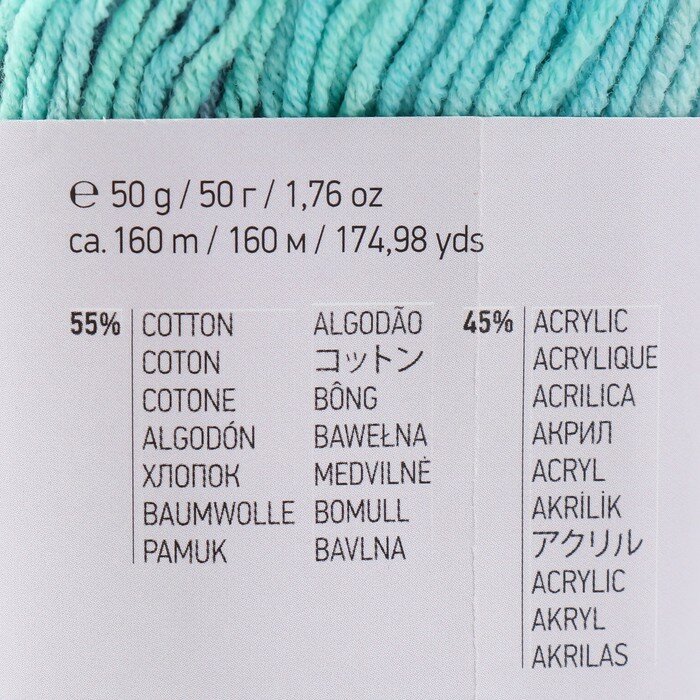 ℮ 50 g / 50 г / 1,76 oz
ca. 160 m / 160 м / 174,98 yds
55%
COTTON
COTON
COTONE
ALGODÓN
ХЛОПОК
BAUMWOLLE
PAMUK
ALGODÃO
コットン
BÔNG
BAWEŁNA
MEDVILNĖ
BOMULL
BAVLNA
45%
ACRYLIC
ACRYLIQUE
ACRILICA
АКРИЛ
ACRYL
AKRİLİK
アクリル
ACRYLIC
AKRYL
AKRILAS